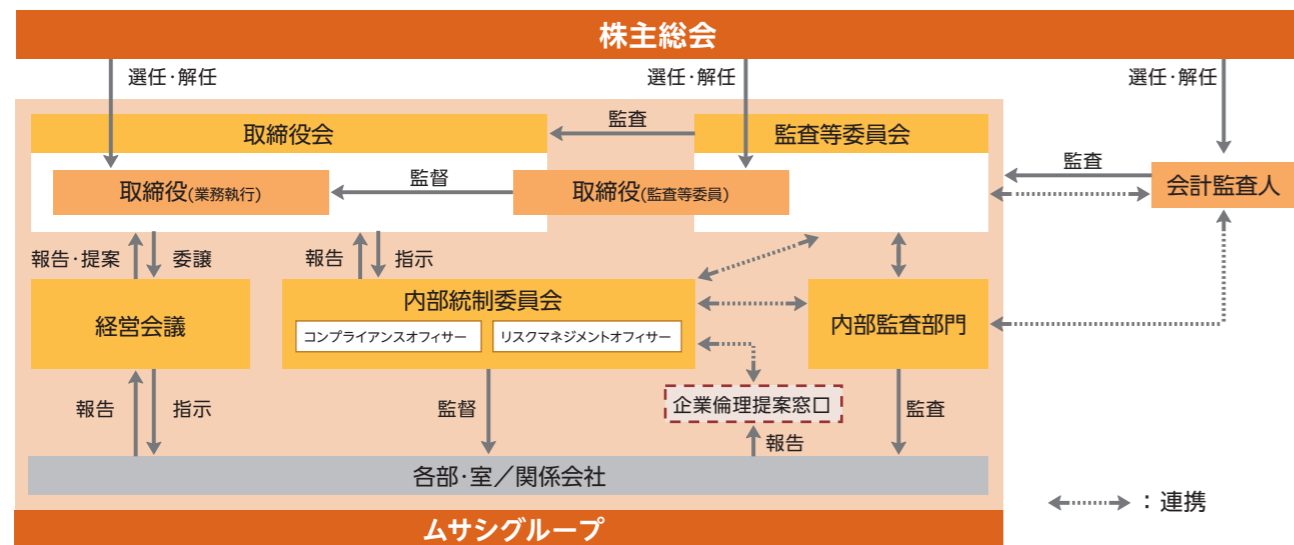 株主総会
選任·解任
選任·解任
選任·解任
取締役会
監査
監査等委員会
監査
取締役(業務執行)
監督
取締役(監査等委員)
会計監査人
報告·提案
委譲
報告
指示
経営会議
内部統制委員会
コンプライアンスオフィサー
リスクマネジメントオフィサー
内部監査部門
報告
指示
監督
企業倫理提案窓口
監査
報告
各部·室／関係会社
：連携
ムサシグループ